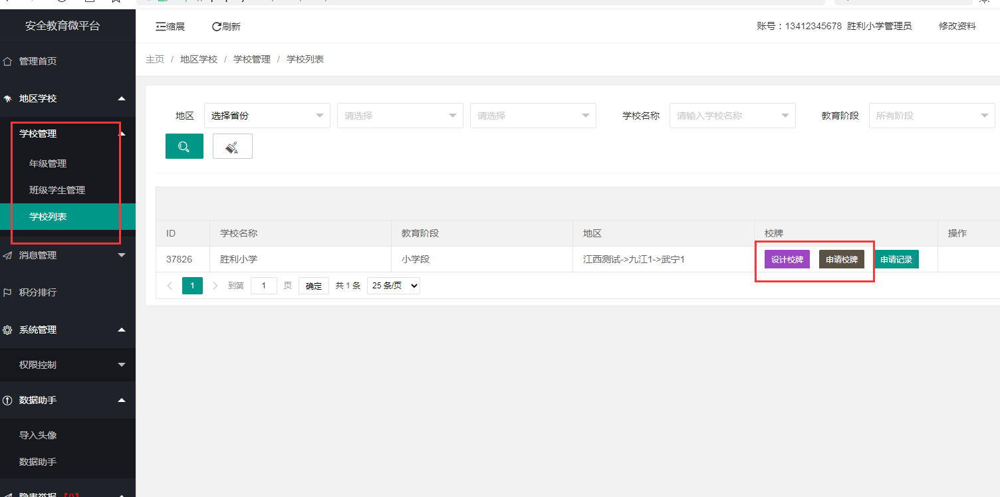 安全教育微平台
缩展 刷新 账号：13412345678 胜利小学管理员 修改资料
管理首页
地区学校
学校管理
年级管理
班级学生管理
学校列表
消息管理
积分排行
系统管理
权限控制
数据助手
导入头像
数据助手
隐患举报【0】
主页 / 地区学校 / 学校管理 / 学校列表
地区 选择省份 请选择 请选择 学校名称 请输入学校名称 教育阶段 所有阶段
ID 学校名称 教育阶段 地区 校牌 操作
37826 胜利小学 小学段 江西测试->九江1->武宁1 设计校牌 申请校牌 申请记录
1 到第 1 页 确定 共 1 条 25 条/页